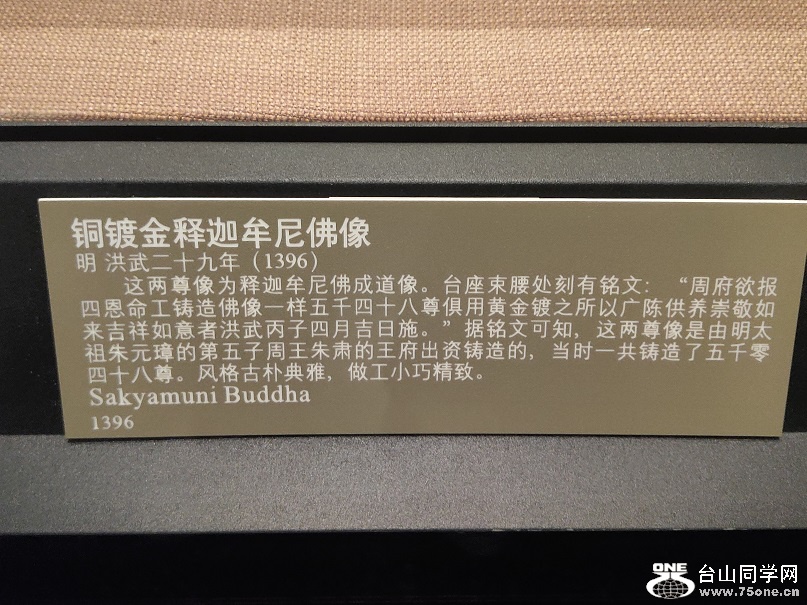 铜镀金释迦牟尼佛像
明 洪武二十九年（1396）
这两尊像为释迦牟尼佛成道像。台座束腰处刻有铭文：“周府欲报
四恩命工铸造佛像一样五千四十八尊俱用黄金镀之所以广陈供养崇敬如
来吉祥如意者洪武丙子四月吉日施。”据铭文可知，这两尊像是由明太
祖朱元璋的第五子周王朱肃的王府出资铸造的，当时一共铸造了五千零
四十八尊。风格古朴典雅，做工小巧精致。
Sakyamuni Buddha
1396
ONE
75
台山同学网
www.75one.cn